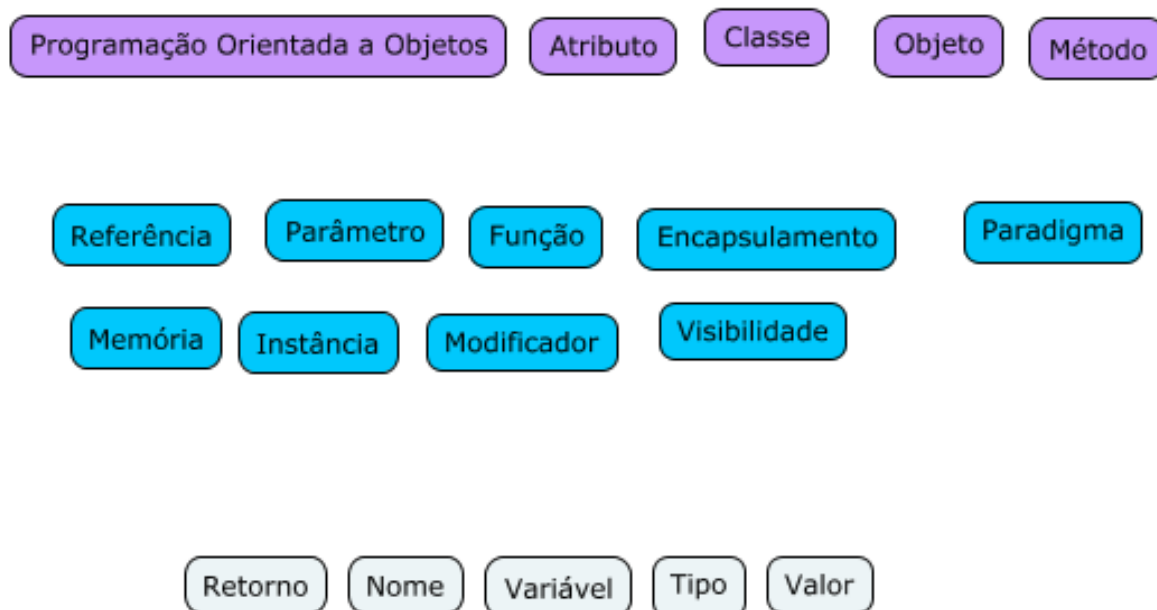 Programação Orientada a Objetos Atributo Classe Objeto Método
Referência Parâmetro Função Encapsulamento Paradigma
Memória Instância Modificador Visibilidade
Retorno Nome Variável Tipo Valor